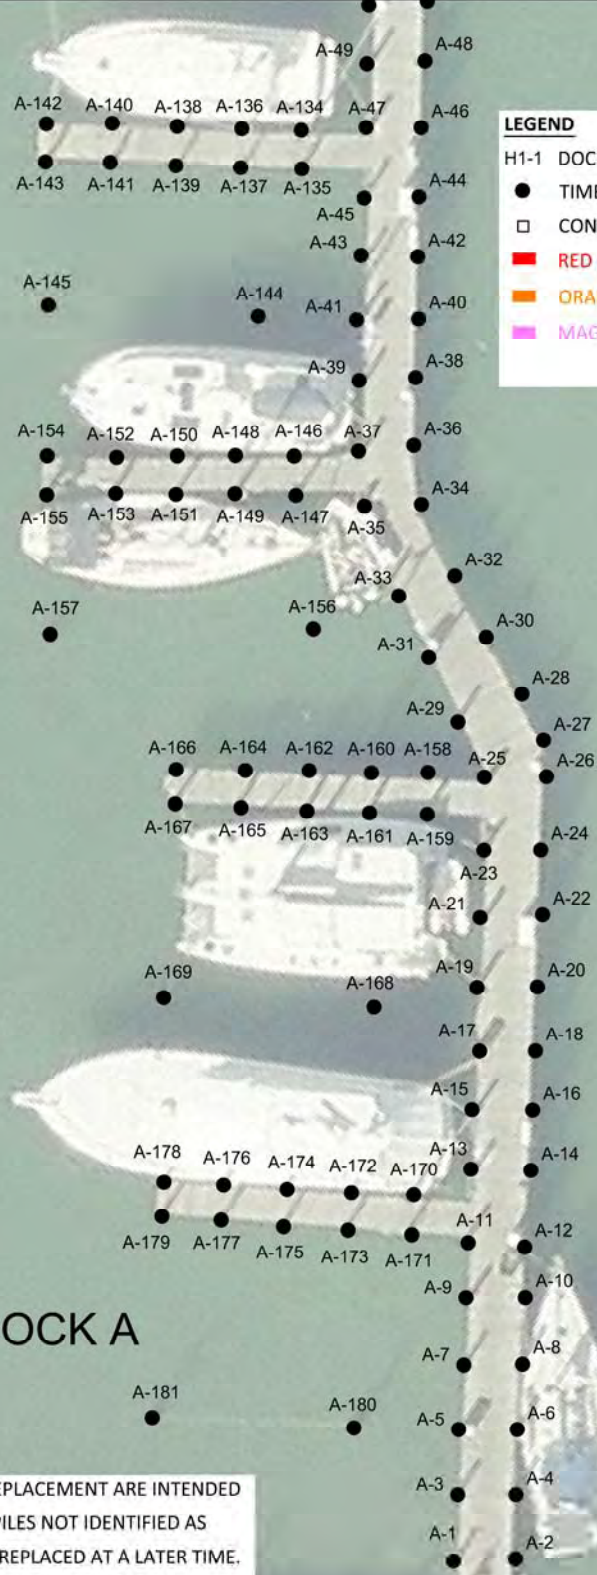 A-49
A-48
A-142
A-140
A-138
A-136
A-134
A-47
A-46
LEGEND
A-143
A-141
A-139
A-137
A-135
H1-1 DOC
TIME
A-45
A-44
CON
A-43
A-42
RED
A-145
A-144
A-41
A-40
ORA
MAG
A-39
A-38
A-154
A-152
A-150
A-148
A-146
A-37
A-36
A-155
A-153
A-151
A-149
A-147
A-35
A-34
A-33
A-32
A-157
A-156
A-31
A-30
A-29
A-28
A-27
A-166
A-164
A-162
A-160
A-158
A-25
A-26
A-167
A-165
A-163
A-161
A-159
A-24
A-23
A-21
A-22
A-169
A-168
A-19
A-20
A-17
A-18
A-15
A-16
A-178
A-176
A-174
A-172
A-170
A-13
A-14
A-179
A-177
A-175
A-173
A-171
A-11
A-12
A-9
A-10
OCK A
A-7
A-8
A-181
A-180
A-5
A-6
EPLACEMENT ARE INTENDED
A-3
A-4
PILES NOT IDENTIFIED AS
REPLACED AT A LATER TIME.
A-1
A-2